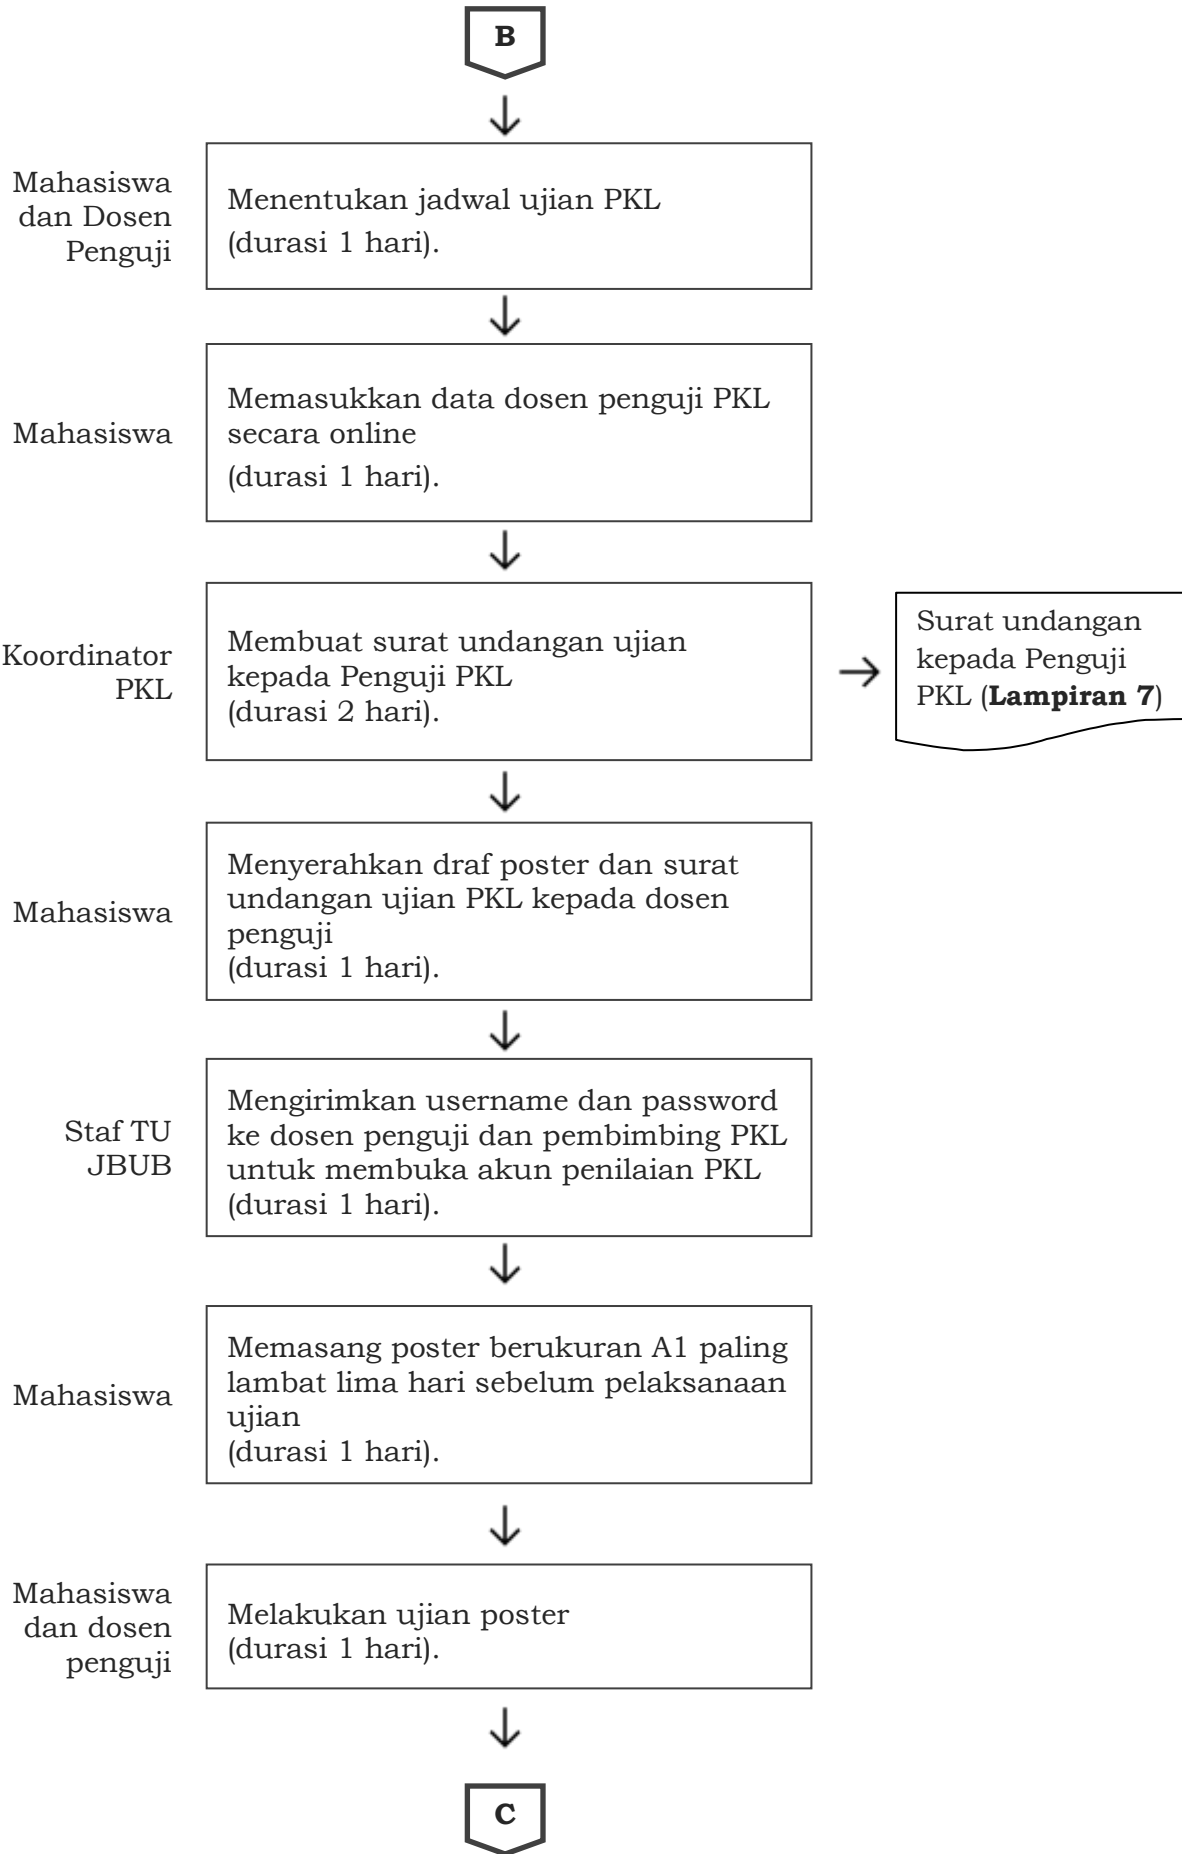 B
Mahasiswa
dan Dosen
Penguji
Menentukan jadwal ujian PKL
(durasi 1 hari).
Mahasiswa
Memasukkan data dosen penguji PKL
secara online
(durasi 1 hari).
Koordinator
PKL
Membuat surat undangan ujian
kepada Penguji PKL
(durasi 2 hari).
Surat undangan
kepada Penguji
PKL (Lampiran 7)
Mahasiswa
Menyerahkan draf poster dan surat
undangan ujian PKL kepada dosen
penguji
(durasi 1 hari).
Staf TU
JBUB
Mengirimkan username dan password
ke dosen penguji dan pembimbing PKL
untuk membuka akun penilaian PKL
(durasi 1 hari).
Mahasiswa
Memasang poster berukuran A1 paling
lambat lima hari sebelum pelaksanaan
ujian
(durasi 1 hari).
Mahasiswa
dan dosen
penguji
Melakukan ujian poster
(durasi 1 hari).
C